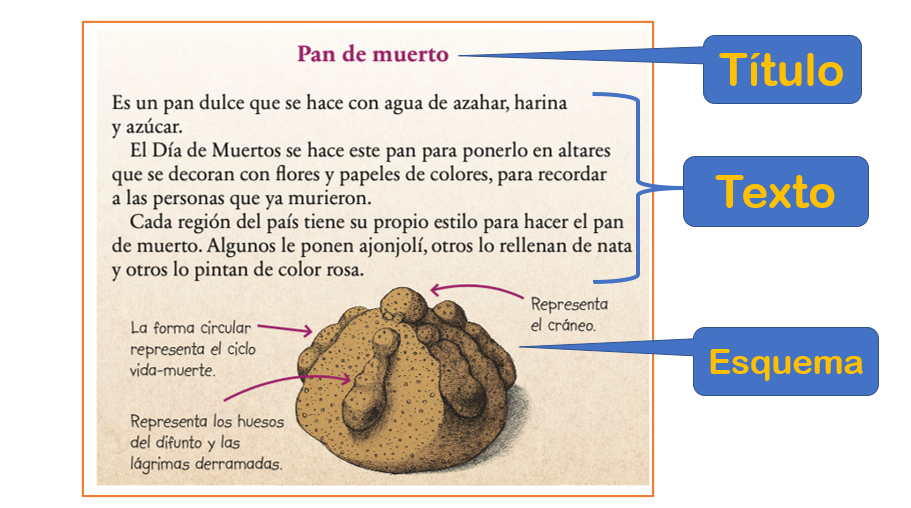 Pan de muerto
Título
Es un pan dulce que se hace con agua de azahar, harina
y azúcar.
El Día de Muertos se hace este pan para ponerlo en altares
que se decoran con flores y papeles de colores, para recordar
a las personas que ya murieron.
Cada región del país tiene su propio estilo para hacer el pan
de muerto. Algunos le ponen ajonjolí, otros lo rellenan de nata
y otros lo pintan de color rosa.
Texto
Representa
el cráneo.
La forma circular
representa el ciclo
vida-muerte.
Esquema
Representa los huesos
del difunto y las
lágrimas derramadas.